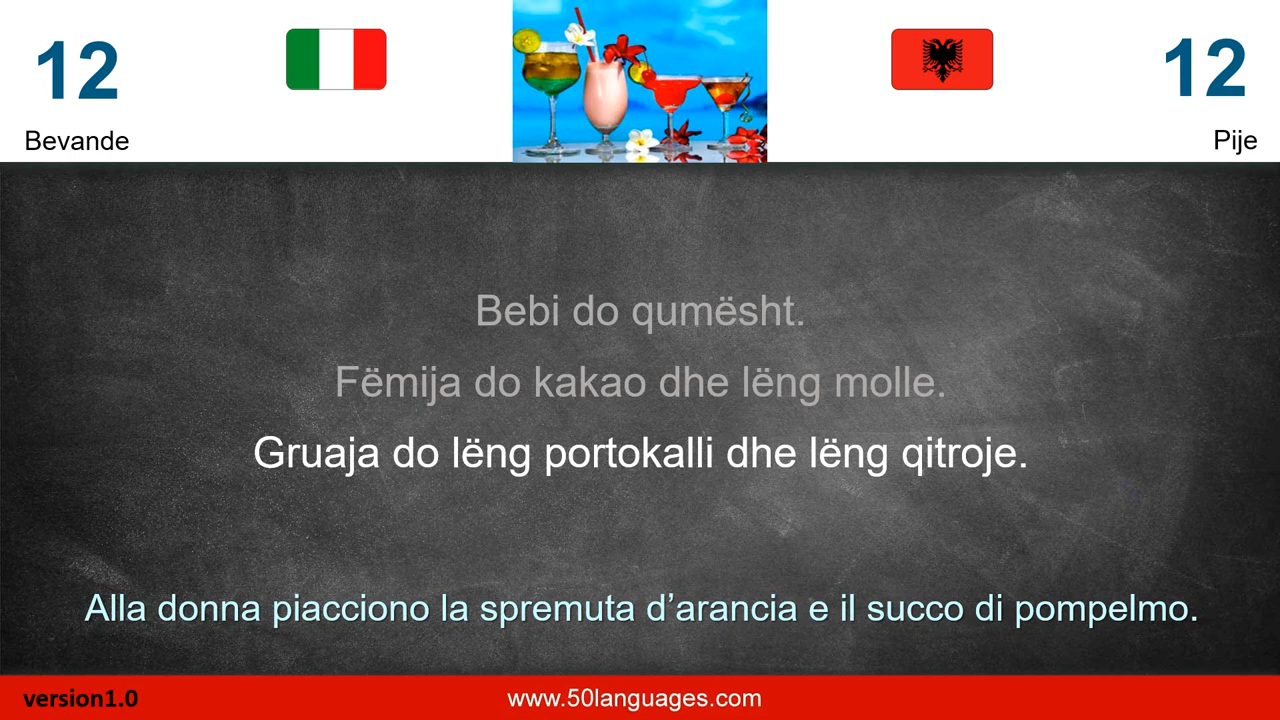 12
12
Bevande
Pije
Bebi do qumësht.
Fëmija do kakao dhe lëng molle.
Gruaja do lëng portokalli dhe lëng qitroje.
Alla donna piacciono la spremuta d’arancia e il succo di pompelmo.
version1.0
www.50languages.com